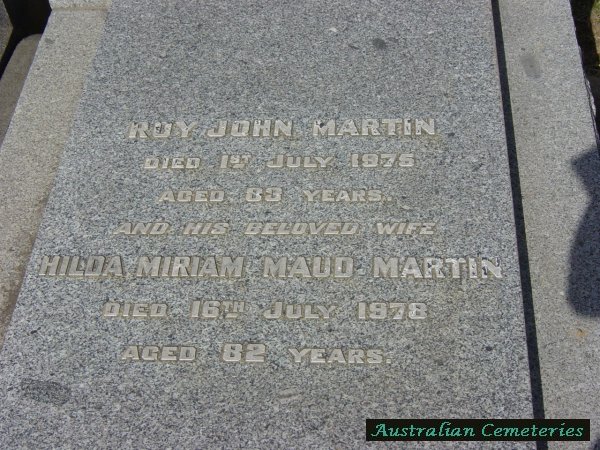 ROY JOHN MARTIN
DIED 1ST JULY 1975
AGED 83 YEARS.
AND HIS BELOVED WIFE
HILDA MIRIAM MAUD MARTIN
DIED 16TH JULY 1978
AGED 82 YEARS.
Australian Cemeteries